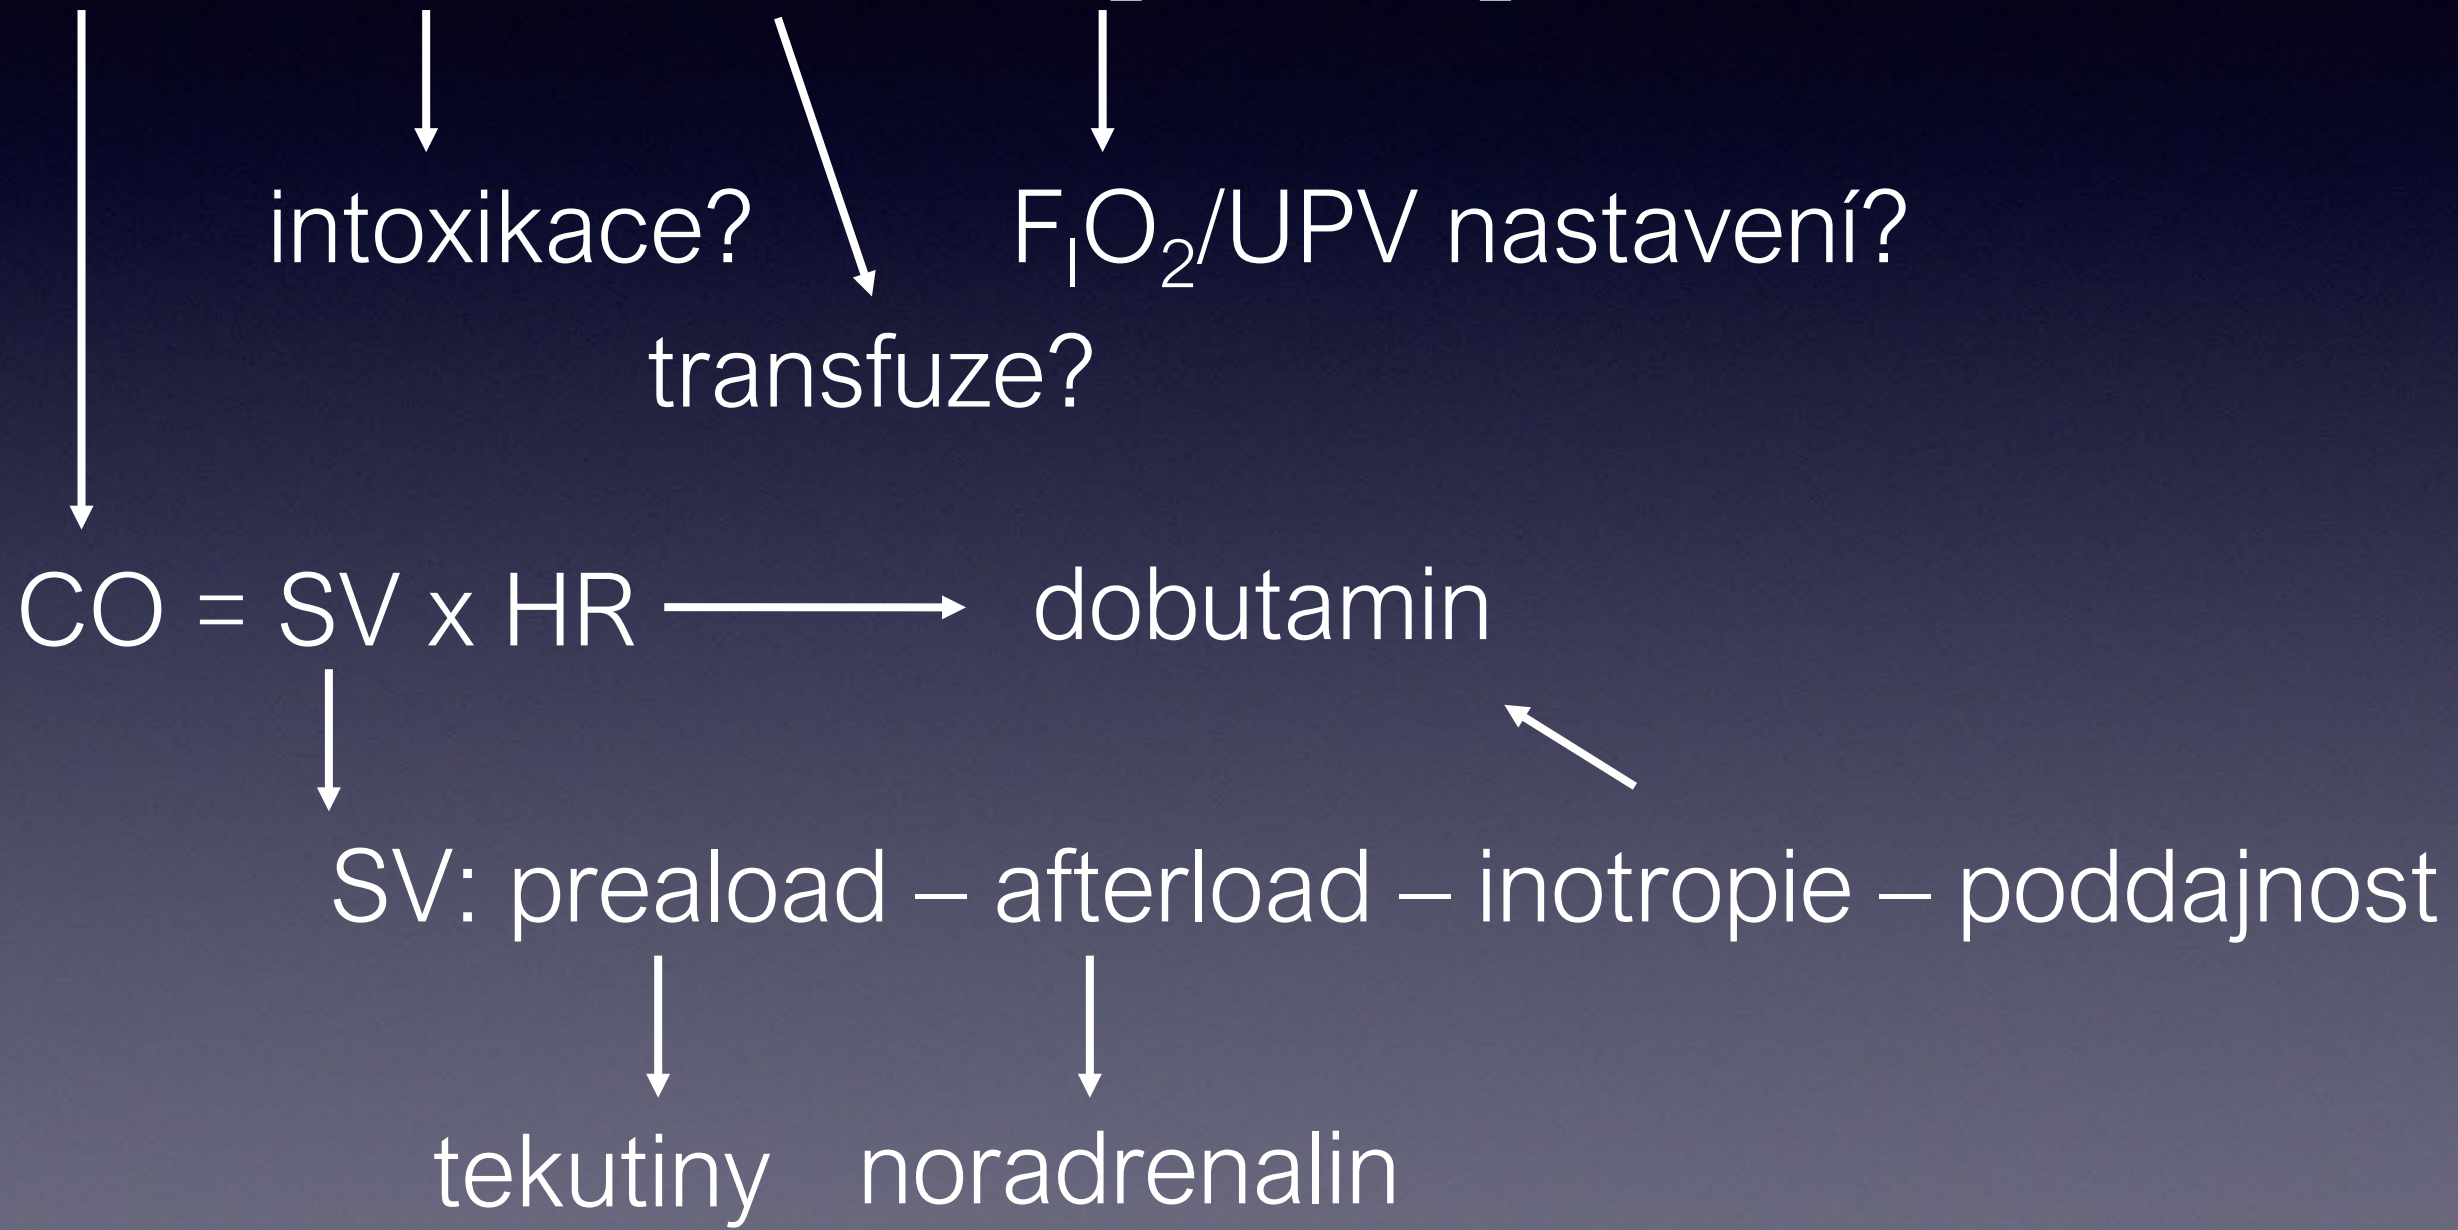 intoxikace? FIO2/UPV nastavení?
transfuze?
CO = SV x HR dobutamin
SV: preaload – afterload – inotropie – poddajnost
tekutiny noradrenalin